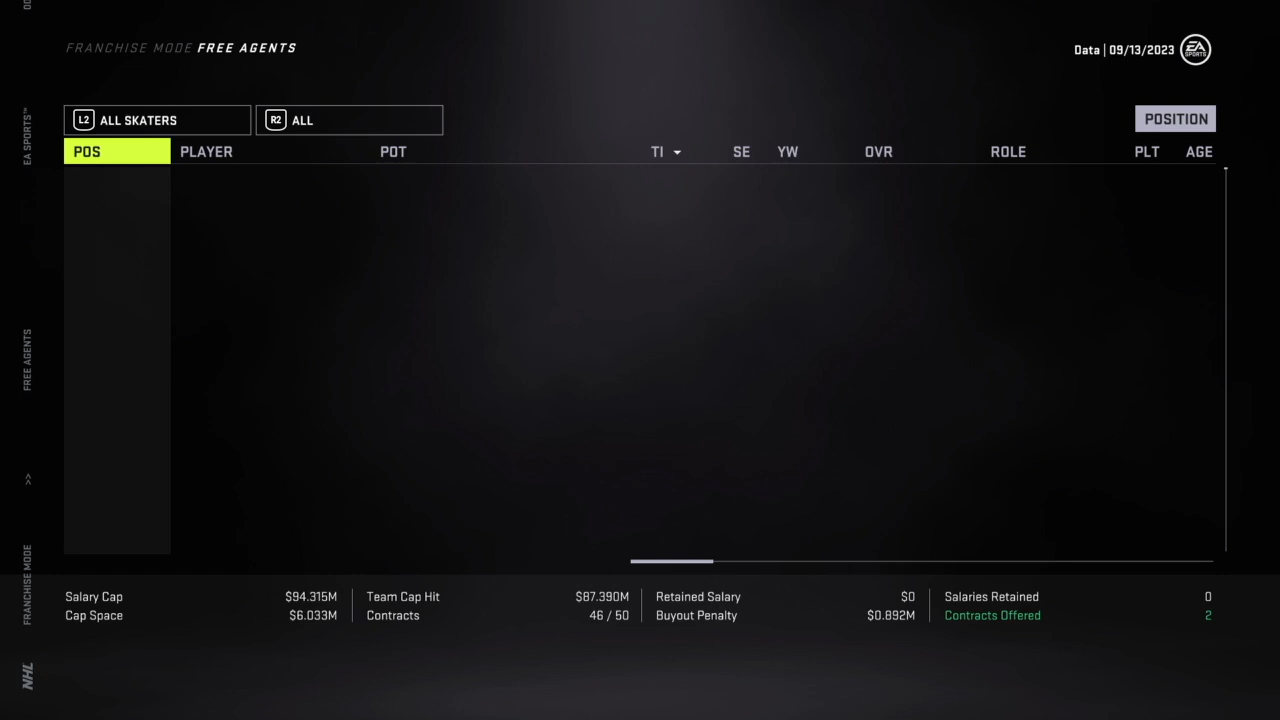 FRANCHISE MODE FREE AGENTS
Data | 09/13/2023
EA SPORTS
L2 ALL SKATERS
R2 ALL
POSITION
POS PLAYER POT TI SE YW OVR ROLE PLT AGE
Salary Cap $94.315M Team Cap Hit $87.390M Retained Salary $0 Salaries Retained 0
Cap Space $6.033M Contracts 46 / 50 Buyout Penalty $0.892M Contracts Offered 2
NHL
FRANCHISE MODE
>>
FREE AGENTS
EA SPORTS™